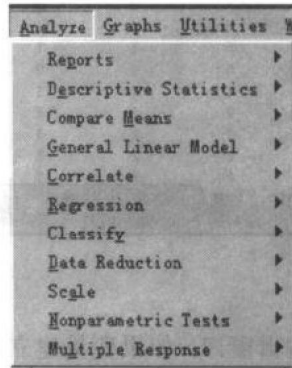 Analyze Graphs Utilities
Reports
Descriptive Statistics
Compare Means
General Linear Model
Correlate
Regression
Classify
Data Reduction
Scale
Nonparametric Tests
Multiple Response